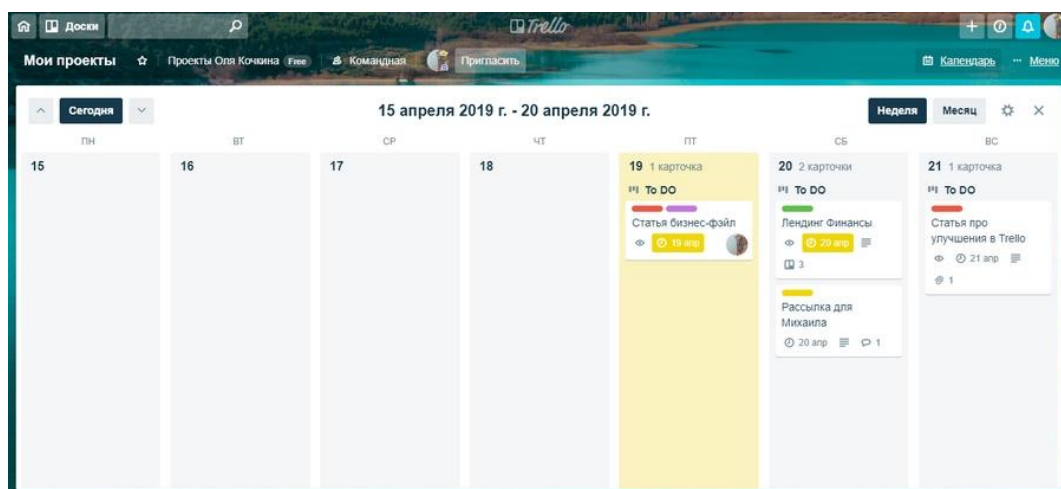 Доски
Trello
Мои проекты Проекты Оля Кочкина Free Командная Пригласить Календарь ... Меню
Сегодня 15 апреля 2019 г. - 20 апреля 2019 г. Неделя Месяц
ПН ВТ СР ЧТ ПТ СБ ВС
15 16 17 18 19 1 карточка 20 2 карточки 21 1 карточка
To DO To DO To DO
Статья бизнес-фэйл
19 апр
Лендинг Финансы
20 апр
3
Рассылка для
Михаила
20 апр 1
Статья про
улучшения в Trello
21 апр
1